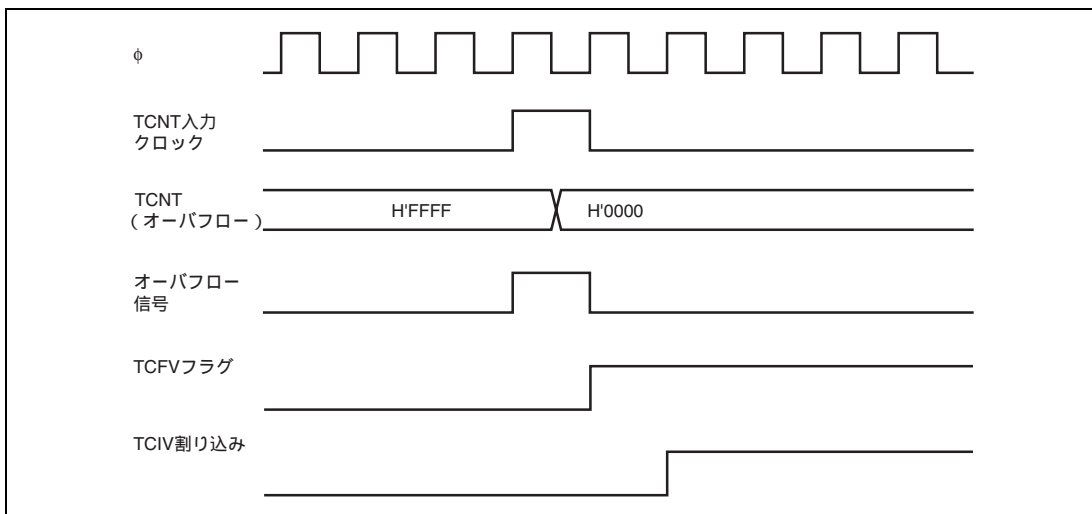 φ
TCNT入力
クロック
TCNT
(オーバフロー)
H'FFFF
H'0000
オーバフロー
信号
TCFVフラグ
TCIV割り込み